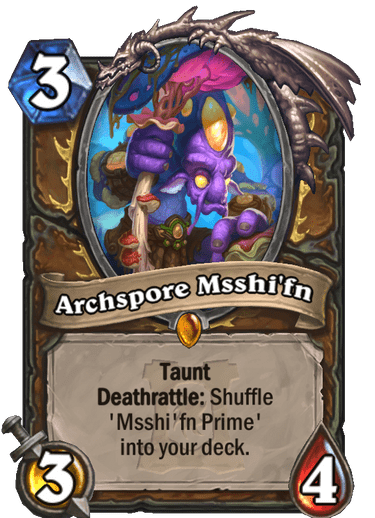 3
Archspore Msshi'fn
Taunt
Deathrattle: Shuffle
'Msshi'fn Prime'
into your deck.
3
4